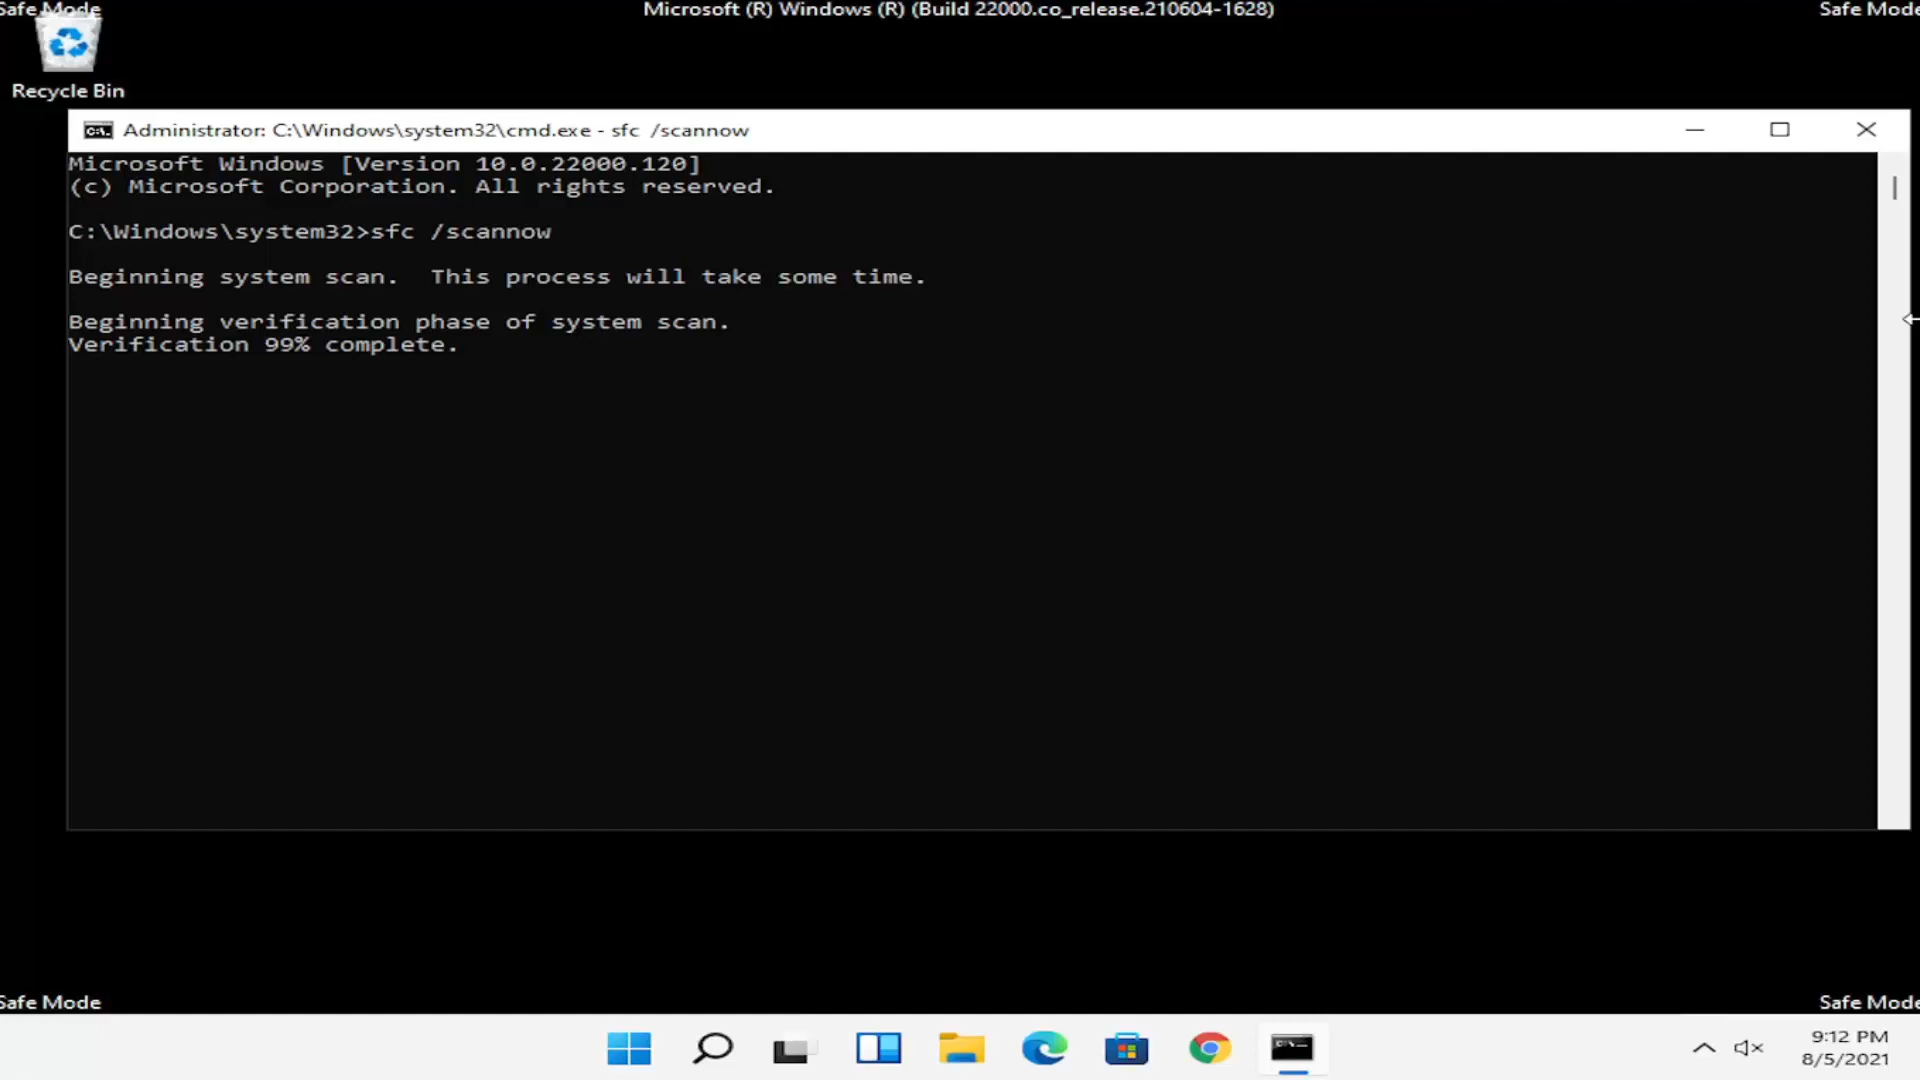 Safe Mode
Microsoft (R) Windows (R) (Build 22000.co_release.210604-1628)
Safe Mode
Recycle Bin
Administrator: C:\Windows\system32\cmd.exe - sfc  /scannow
Microsoft Windows [Version 10.0.22000.120]
(c) Microsoft Corporation. All rights reserved.
C:\Windows\system32>sfc /scannow
Beginning system scan.  This process will take some time.
Beginning verification phase of system scan.
Verification 99% complete.
Safe Mode
Safe Mode
9:12 PM
8/5/2021